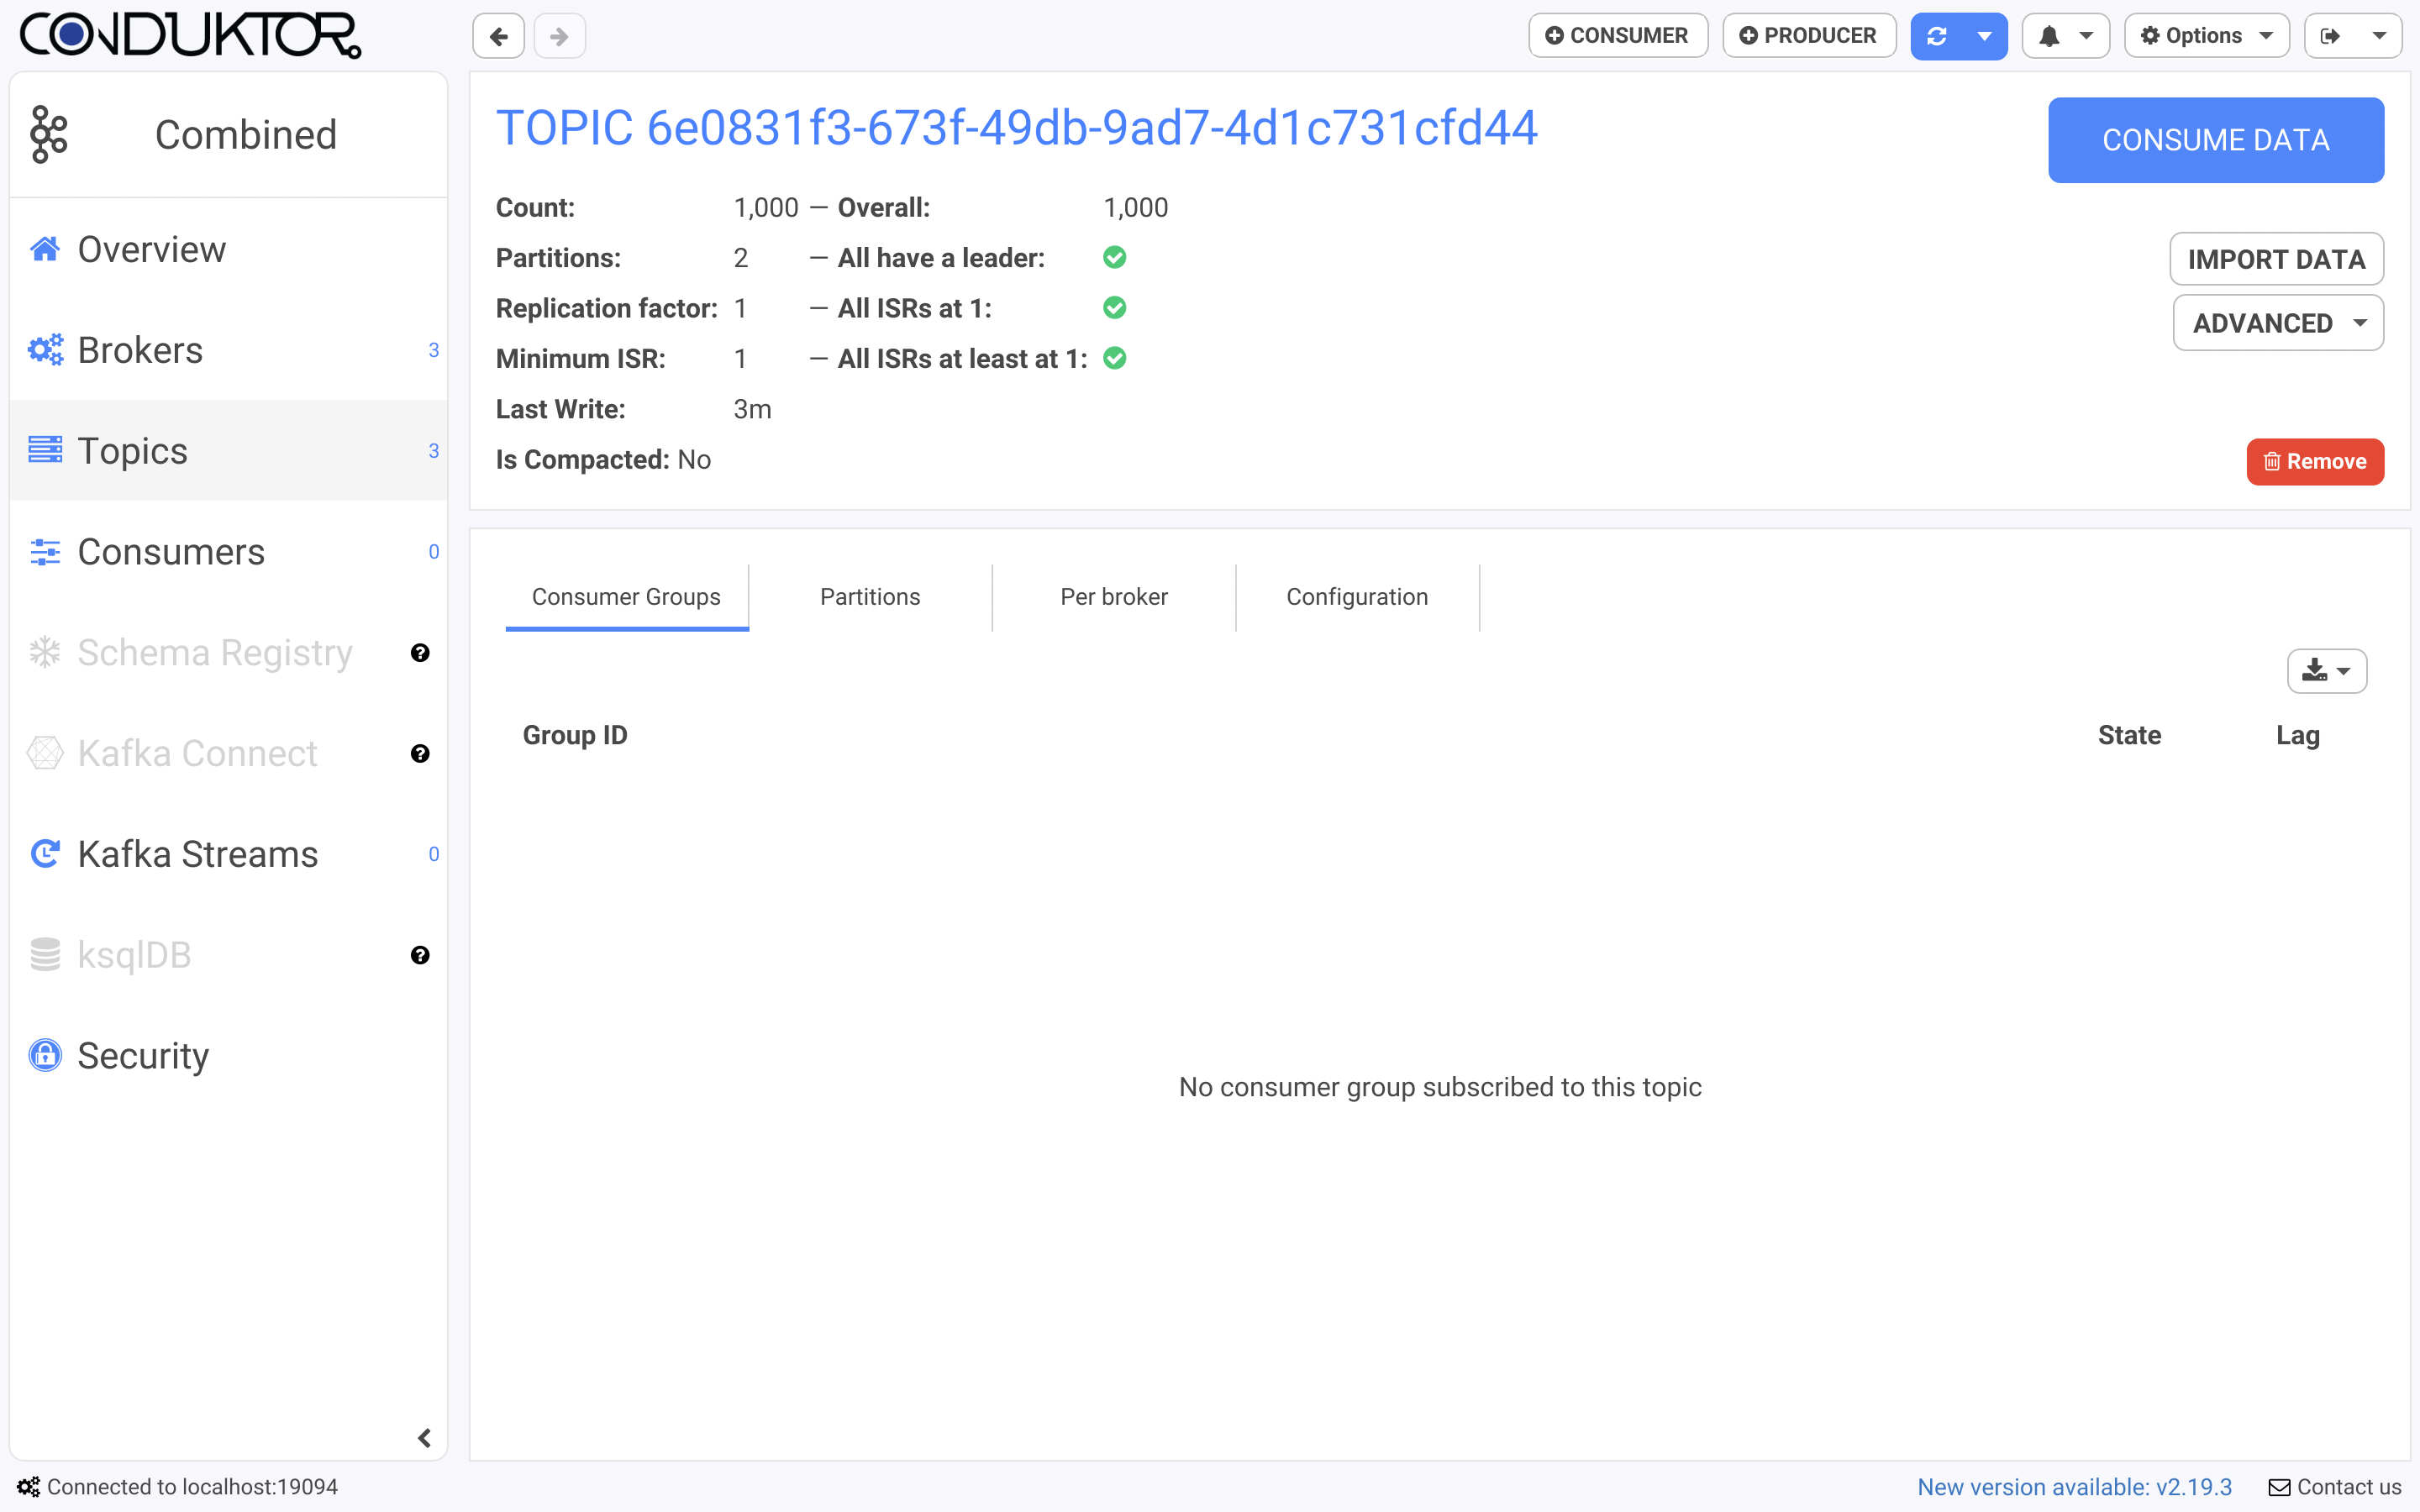 CONDUKTOR
CONSUMER
PRODUCER
Options
Combined
Overview
Brokers 3
Topics 3
Consumers 0
Schema Registry ?
Kafka Connect ?
Kafka Streams 0
ksqlDB ?
Security
TOPIC 6e0831f3-673f-49db-9ad7-4d1c731cfd44
CONSUME DATA
Count: 1,000 — Overall: 1,000
Partitions: 2 — All have a leader:
Replication factor: 1 — All ISRs at 1:
Minimum ISR: 1 — All ISRs at least at 1:
Last Write: 3m
Is Compacted: No
IMPORT DATA
ADVANCED
Remove
Consumer Groups Partitions Per broker Configuration
Group ID State Lag
No consumer group subscribed to this topic
Connected to localhost:19094
New version available: v2.19.3
Contact us